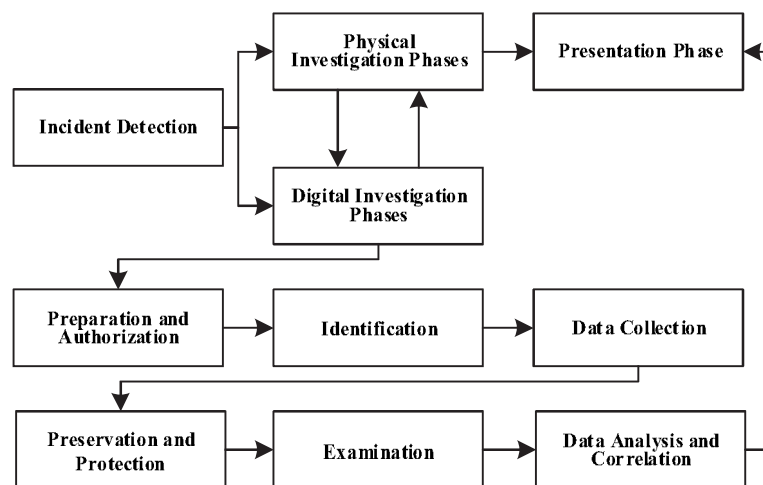 Physical
Investigation Phases
Presentation Phase
Incident Detection
Digital Investigation
Phases
Preparation and
Authorization
Identification
Data Collection
Preservation and
Protection
Examination
Data Analysis and
Correlation